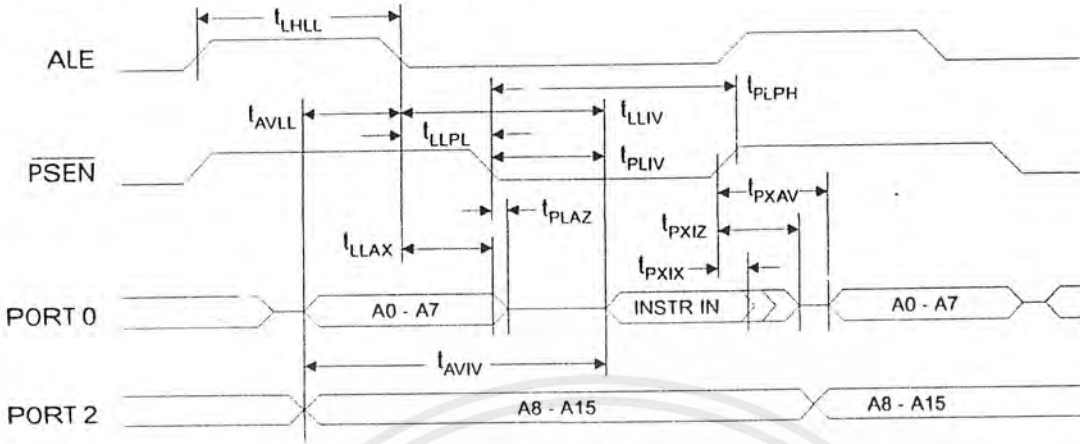 tLHLL
ALE
tPLPH
tAVLL
tLLIV
tLLPL
PSEN
tPLIV
tPXAV
tPLAZ
tPXIZ
tLLAX
tPXIX
PORT 0
A0 - A7
INSTR IN
A0 - A7
tAVIV
PORT 2
A8 - A15
A8 - A15